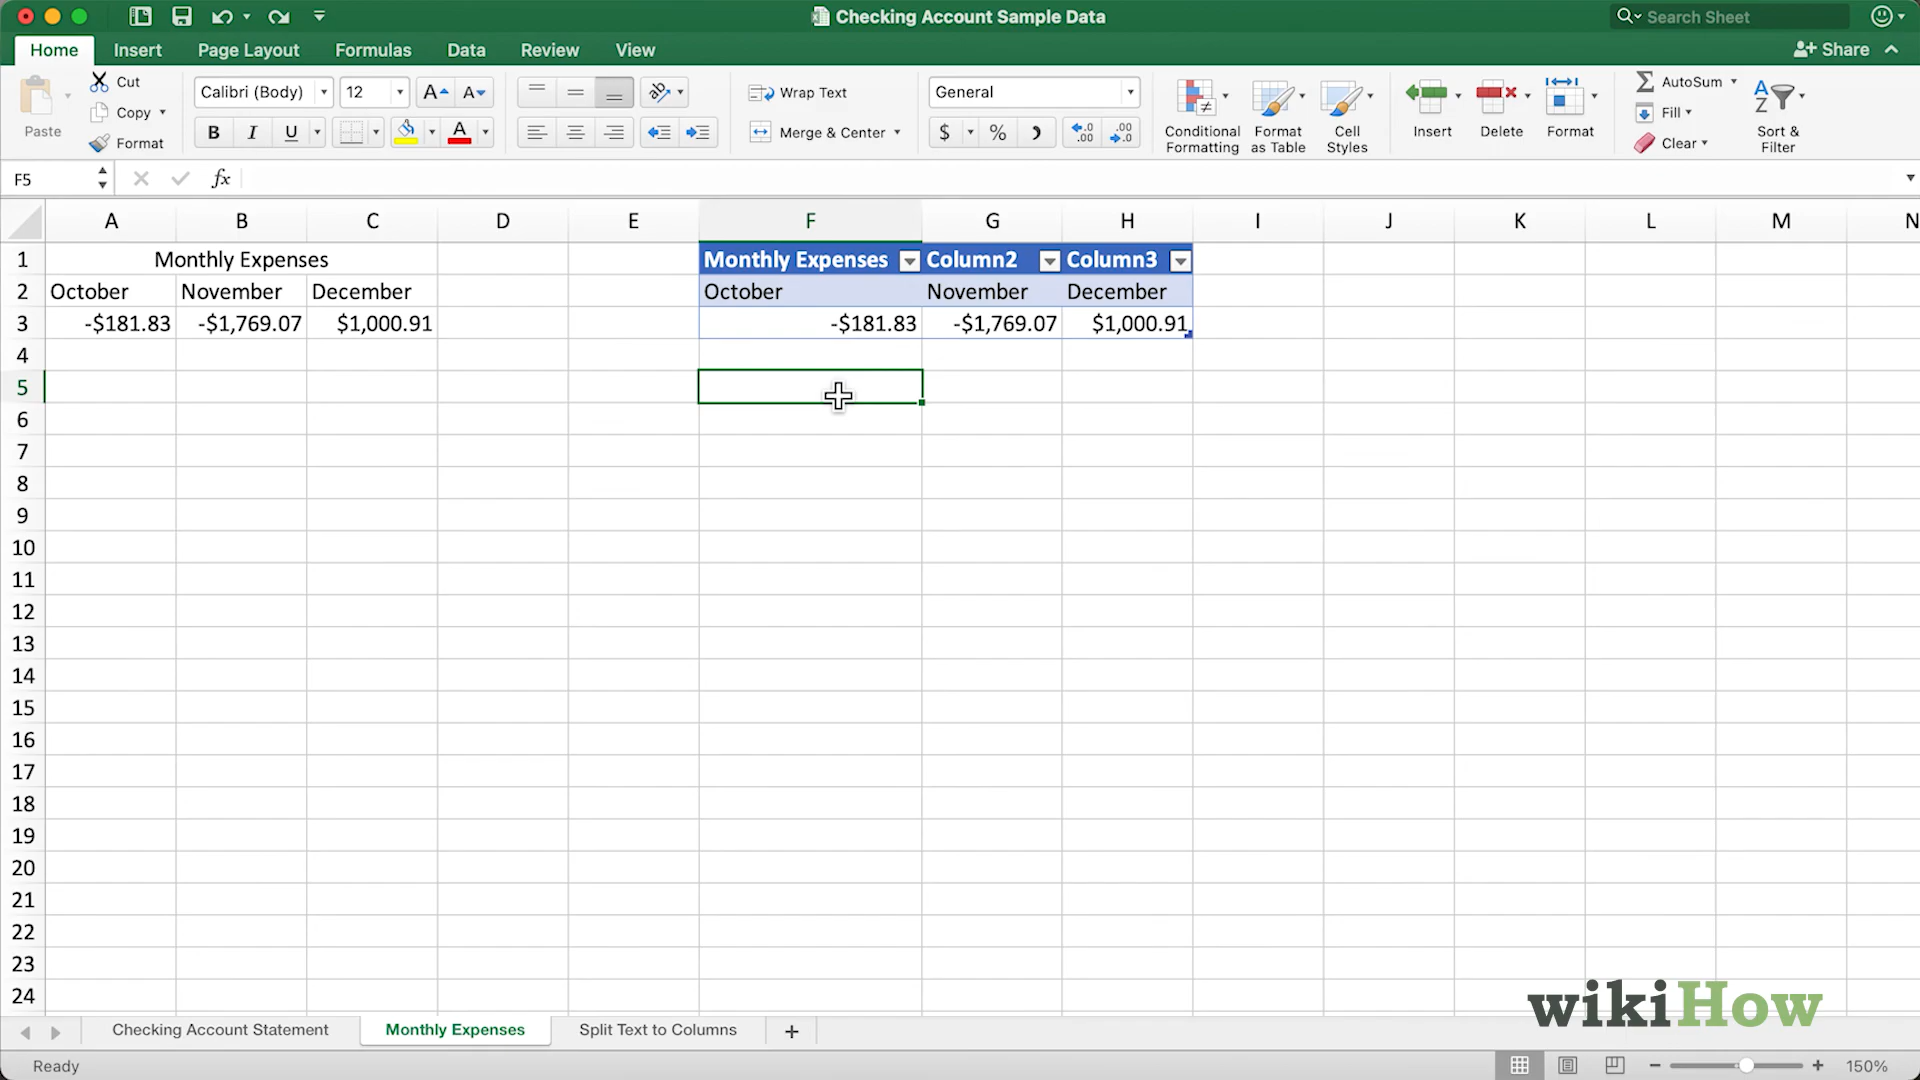 Checking Account Sample Data
Search Sheet
Home Insert Page Layout Formulas Data Review View
Share
Paste
Cut
Copy
Format
Calibri (Body) 12 A A
B I U A
Wrap Text
Merge & Center
General
$ % )
.0 .00
.00 .0
Conditional Formatting
Format as Table
Cell Styles
Insert
Delete
Format
AutoSum
Fill
Clear
A Z
Sort & Filter
F5 fx
A B C D E F G H I J K L M N
1 Monthly Expenses Monthly Expenses Column2 Column3
2 October November December October November December
3 -$181.83 -$1,769.07 $1,000.91 -$181.83 -$1,769.07 $1,000.91
4
5
6
7
8
9
10
11
12
13
14
15
16
17
18
19
20
21
22
23
24
wikiHow
Checking Account Statement Monthly Expenses Split Text to Columns +
Ready
150%